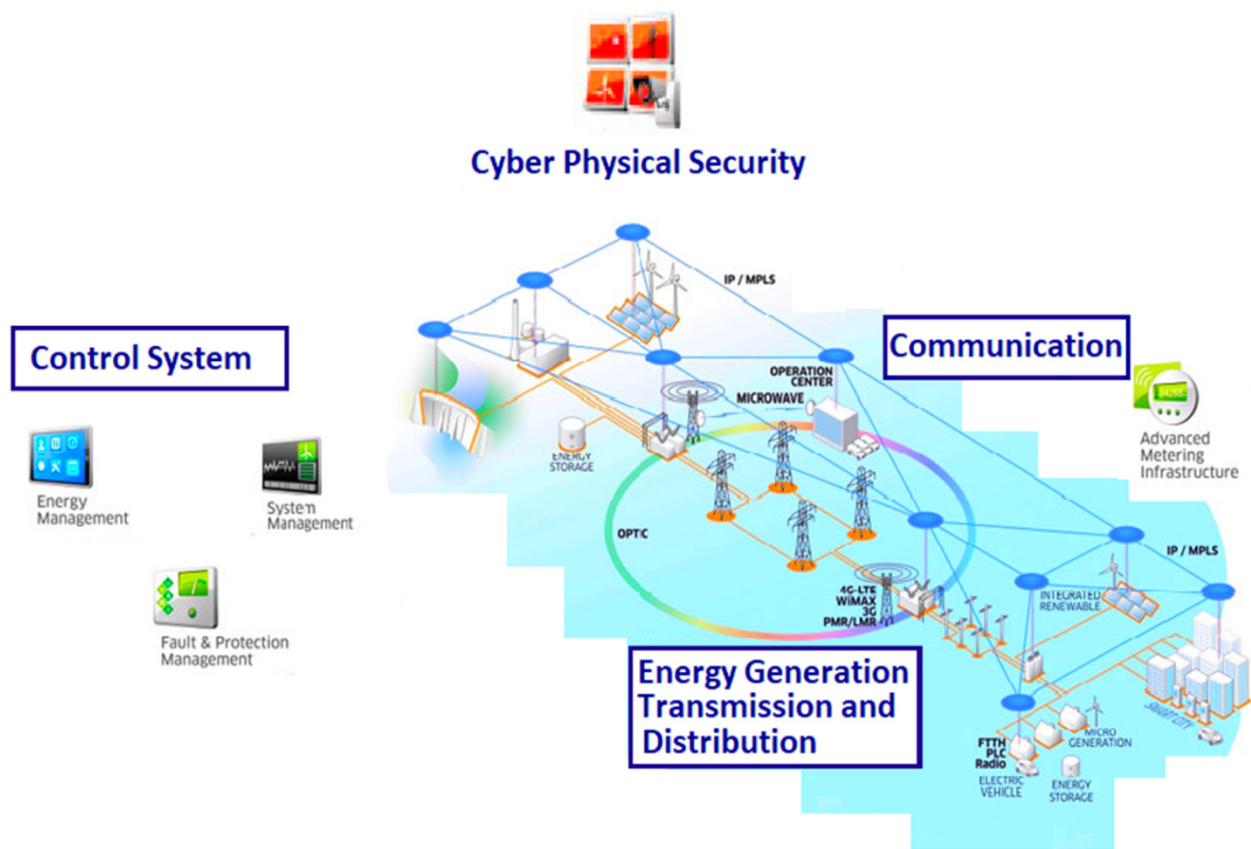 Cyber Physical Security
IP / MPLS
Control System
Communication
OPERATION
CENTER
MICROWAVE
ENERGY
STORAGE
Advanced
Metering
Infrastructure
Energy
Management
System
Management
OPTIC
IP / MPLS
4G-LTE
WiMAX
3G
PMR/LMR
INTEGRATED
RENEWABLE
Fault & Protection
Management
Energy Generation
Transmission and
Distribution
SMART CITY
MICRO
GENERATION
FTTH
PLC
Radio
ELECTRIC
VEHICLE
ENERGY
STORAGE